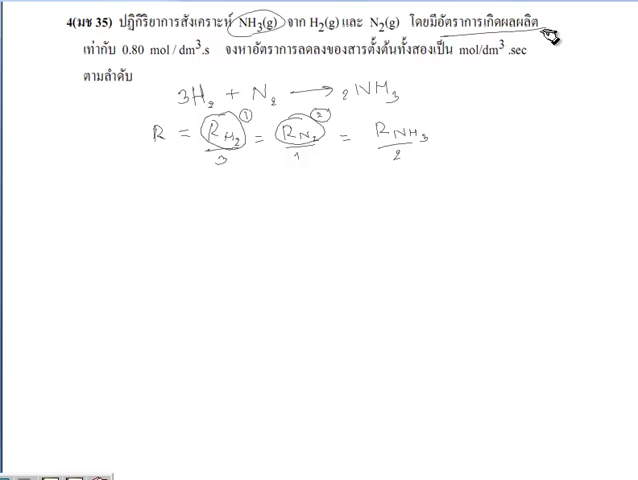 4(มช 35) ปฏิกิริยาการสังเคราะห์ NH₃(g) จาก H₂(g) และ N₂(g) โดยมีอัตราการเกิดผลผลิต
เท่ากับ 0.80 mol / dm³.s จงหาอัตราการลดลงของสารตั้งต้นทั้งสองเป็น mol/dm³ .sec
ตามลำดับ
3H₂ + N₂ → 2NH₃
① ②
R = R_H₂/3 = R_N₂/1 = R_NH₃/2